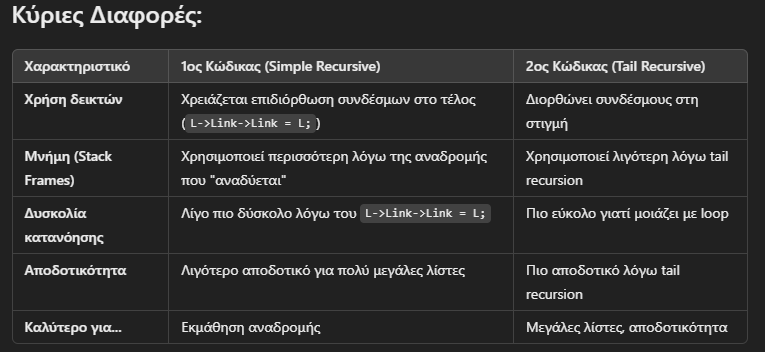 Κύριες Διαφορές:
Χαρακτηριστικό 1ος Κώδικας (Simple Recursive) 2ος Κώδικας (Tail Recursive)
Χρήση δεικτών Χρειάζεται επιδιόρθωση συνδέσμων στο τέλος Διορθώνει συνδέσμους στη
( L->Link->Link = L; ) στιγμή
Μνήμη (Stack Χρησιμοποιεί περισσότερη λόγω της αναδρομής Χρησιμοποιεί λιγότερη λόγω tail
Frames) που "αναδύεται" recursion
Δυσκολία Λίγο πιο δύσκολο λόγω του L->Link->Link = L; Πιο εύκολο γιατί μοιάζει με loop
κατανόησης
Αποδοτικότητα Λιγότερο αποδοτικό για πολύ μεγάλες λίστες Πιο αποδοτικό λόγω tail
recursion
Καλύτερο για... Εκμάθηση αναδρομής Μεγάλες λίστες, αποδοτικότητα